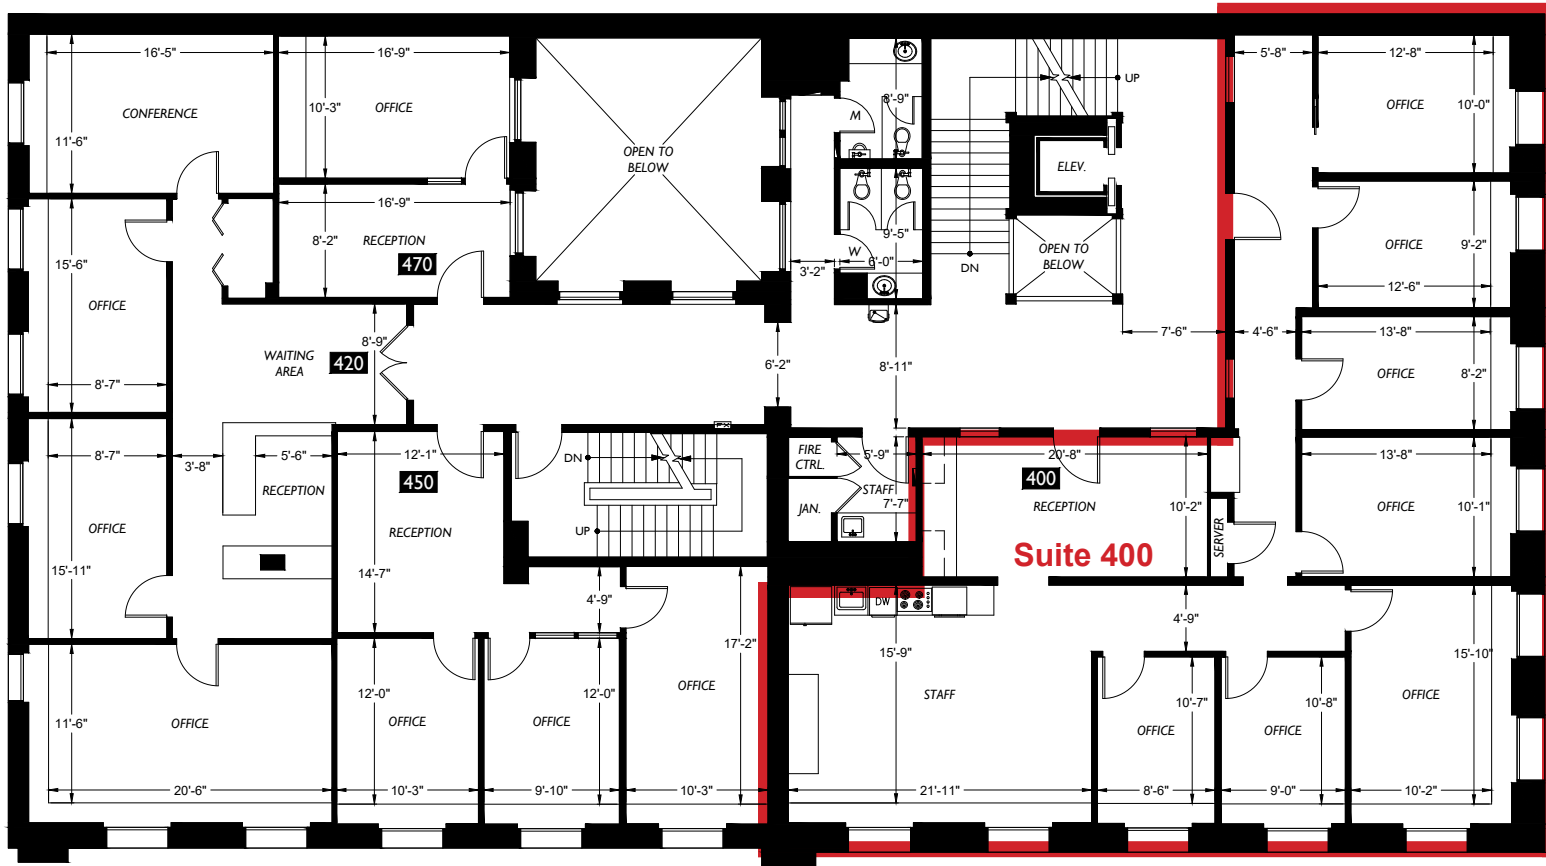 16'-5"
16'-9"
5'-8"
12'-8"
UP
8'-9"
10'-3"
OFFICE
CONFERENCE
M
OFFICE
10'-0"
11'-6"
OPEN TO
BELOW
ELEV.
16'-9"
8'-2"
RECEPTION
470
9'-5"
W
6'-0"
3'-2"
DN
OPEN TO
BELOW
OFFICE
9'-2"
12'-6"
15'-6"
OFFICE
8'-7"
8'-9"
WAITING
AREA
420
6'-2"
8'-11"
7'-6"
4'-6"
13'-8"
OFFICE
8'-2"
8'-7"
3'-8"
5'-6"
RECEPTION
12'-1"
450
RECEPTION
14'-7"
DN
UP
FIRE
CTRL.
5'-9"
STAFF
7'-7"
JAN.
20'-8"
400
RECEPTION
10'-2"
Suite 400
SERVER
13'-8"
OFFICE
10'-1"
OFFICE
15'-11"
4'-9"
17'-2"
OFFICE
DW
15'-9"
STAFF
4'-9"
15'-10"
OFFICE
11'-6"
OFFICE
20'-6"
12'-0"
OFFICE
10'-3"
12'-0"
OFFICE
9'-10"
10'-3"
21'-11"
10'-7"
OFFICE
8'-6"
10'-8"
OFFICE
9'-0"
10'-2"